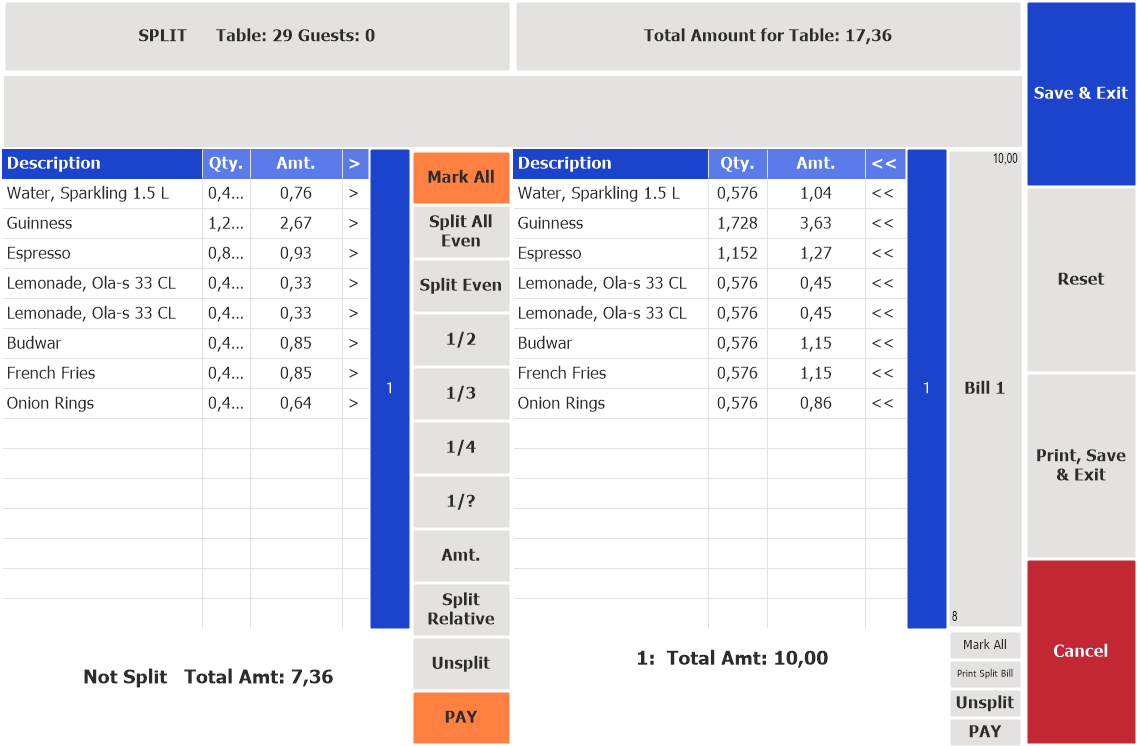 SPLIT Table: 29 Guests: 0
Total Amount for Table: 17,36
Save & Exit
Description Qty. Amt. >
Water, Sparkling 1.5 L 0,4... 0,76 >
Guinness 1,2... 2,67 >
Espresso 0,8... 0,93 >
Lemonade, Ola-s 33 CL 0,4... 0,33 >
Lemonade, Ola-s 33 CL 0,4... 0,33 >
Budwar 0,4... 0,85 >
French Fries 0,4... 0,85 >
Onion Rings 0,4... 0,64 >
1
Not Split Total Amt: 7,36
Mark All
Split All
Even
Split Even
1/2
1/3
1/4
1/?
Amt.
Split
Relative
Unsplit
PAY
Description Qty. Amt. <<
Water, Sparkling 1.5 L 0,576 1,04 <<
Guinness 1,728 3,63 <<
Espresso 1,152 1,27 <<
Lemonade, Ola-s 33 CL 0,576 0,45 <<
Lemonade, Ola-s 33 CL 0,576 0,45 <<
Budwar 0,576 1,15 <<
French Fries 0,576 1,15 <<
Onion Rings 0,576 0,86 <<
1
1: Total Amt: 10,00
10,00
Bill 1
8
Mark All
Print Split Bill
Unsplit
PAY
Reset
Print, Save
& Exit
Cancel